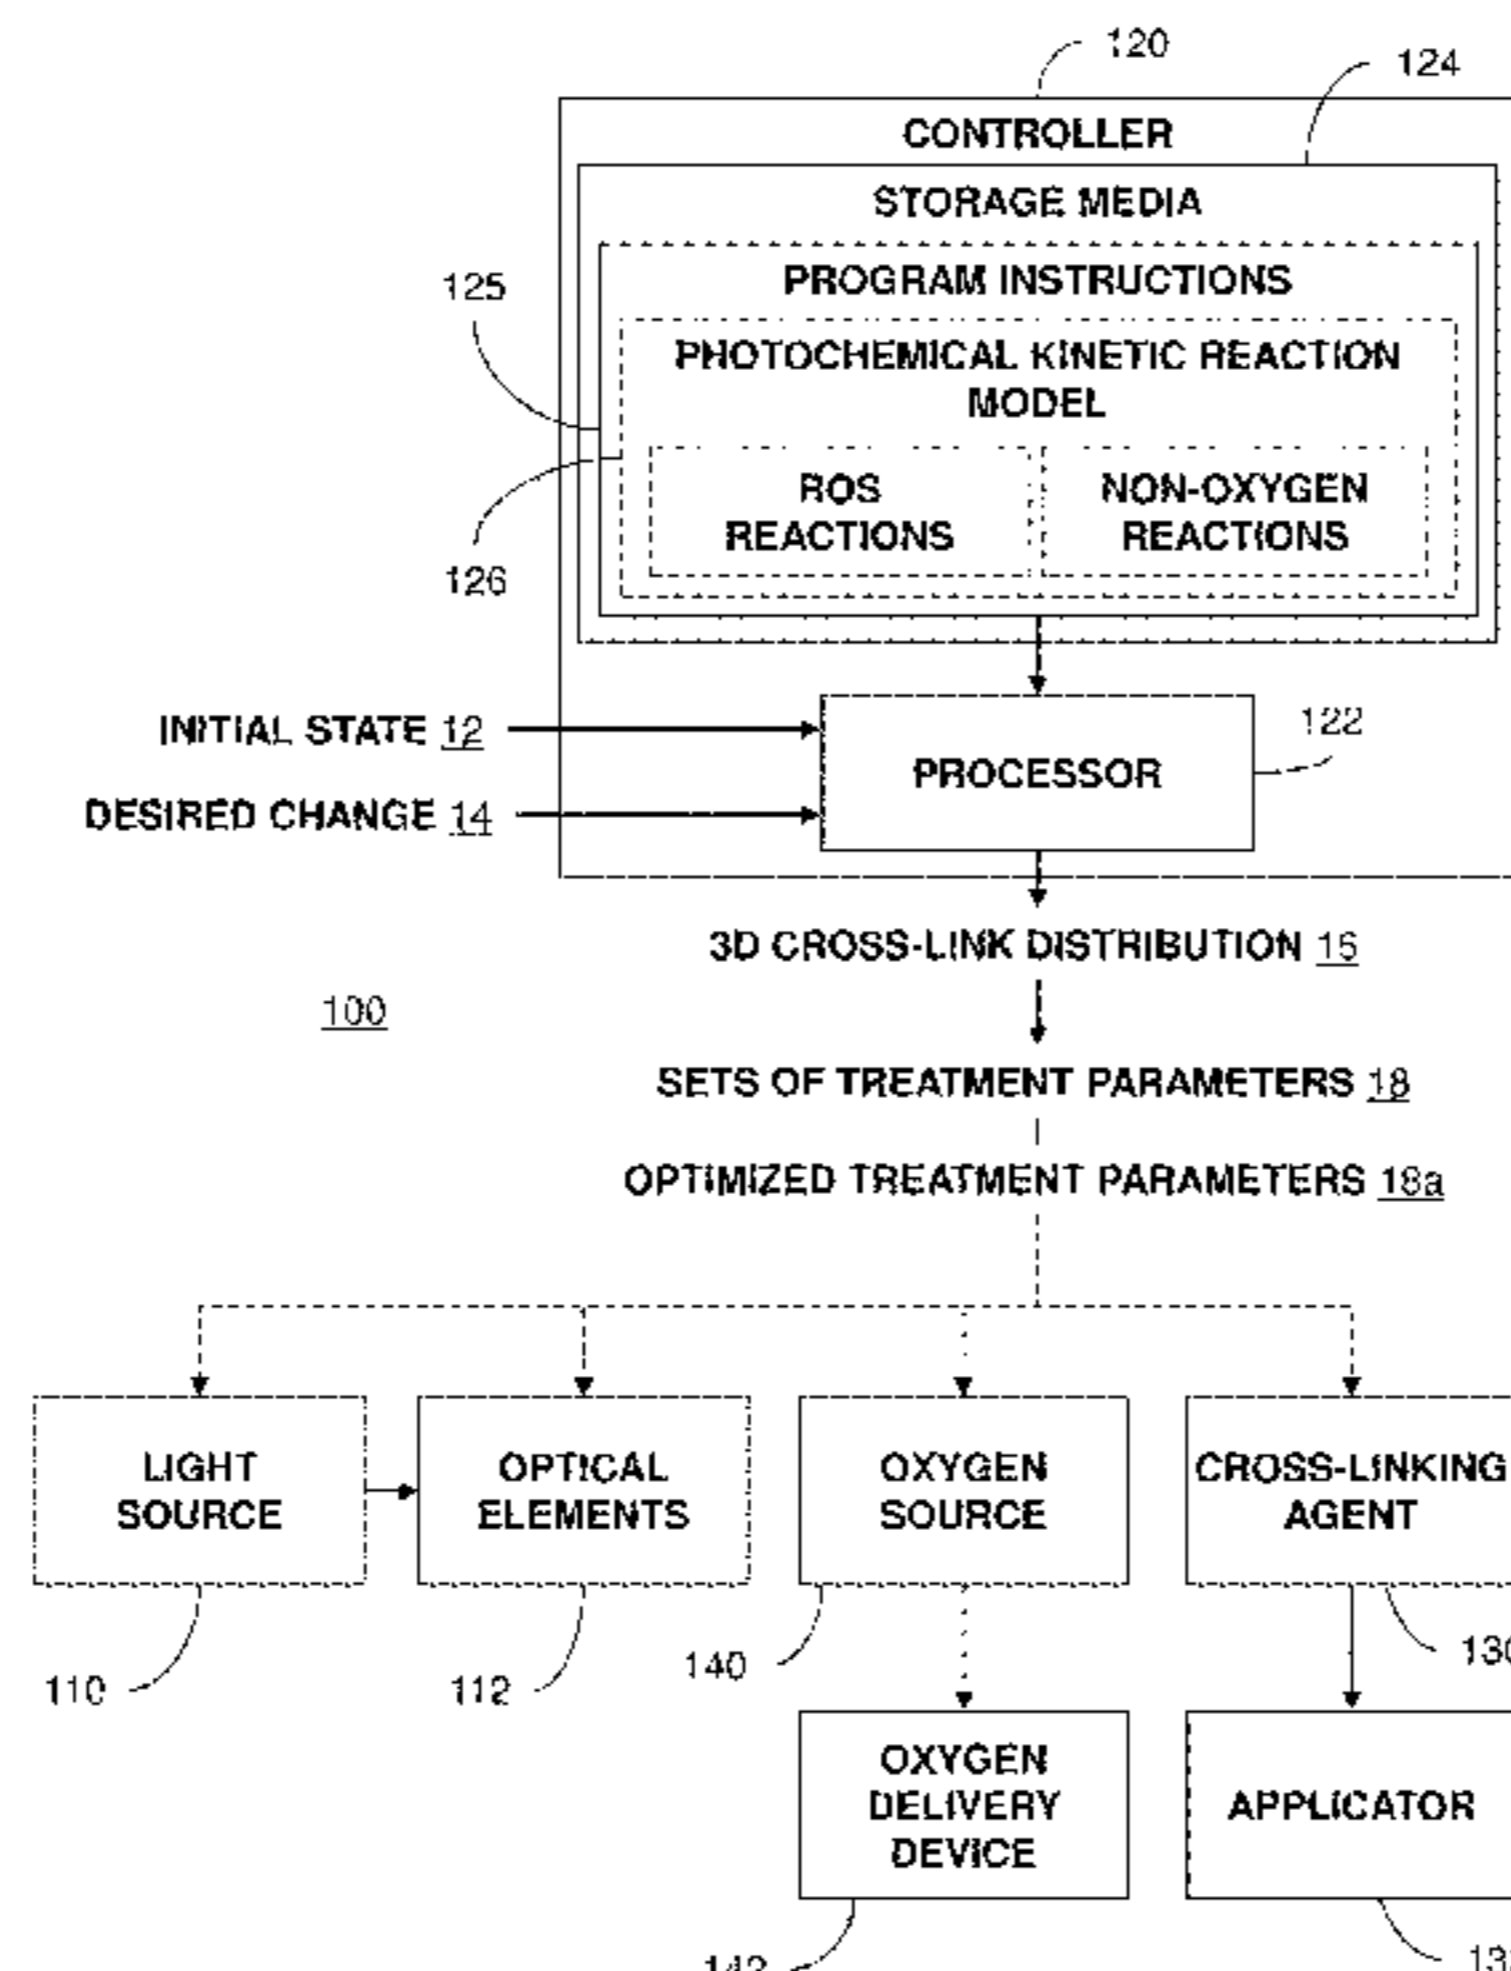 120
124
CONTROLLER
STORAGE MEDIA
PROGRAM INSTRUCTIONS
125
PHOTOCHEMICAL KINETIC REACTION
MODEL
ROS
REACTIONS
NON-OXYGEN
REACTIONS
126
INITIAL STATE 12
122
PROCESSOR
DESIRED CHANGE 14
3D CROSS-LINK DISTRIBUTION 16
100
SETS OF TREATMENT PARAMETERS 18
OPTIMIZED TREATMENT PARAMETERS 18a
LIGHT
SOURCE
OPTICAL
ELEMENTS
OXYGEN
SOURCE
CROSS-LINKING
AGENT
110
112
140
130
OXYGEN
DELIVERY
DEVICE
APPLICATOR